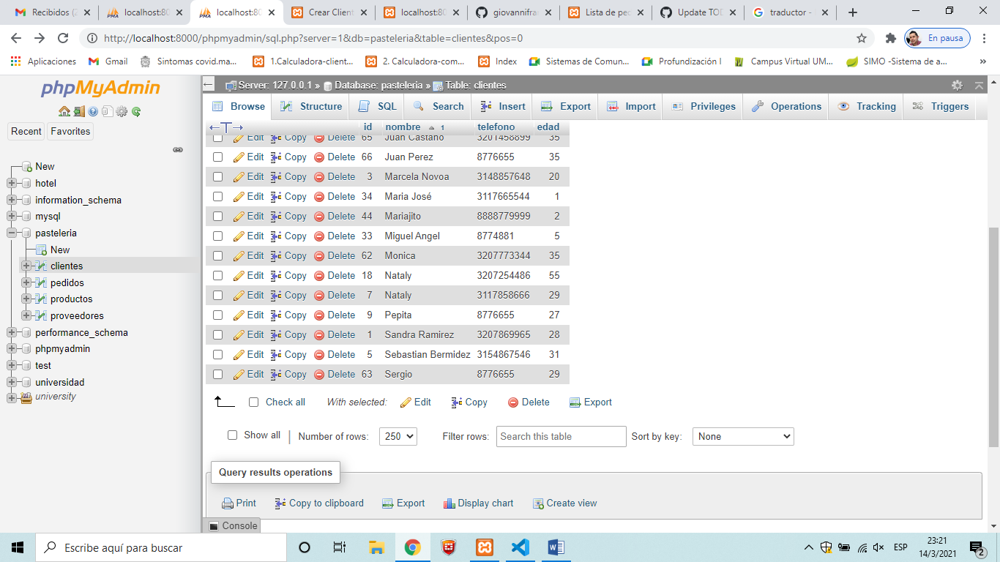 Recibidos (2
localhost:80
localhost:80
Crear Client
localhost:80
giovannifra
Lista de ped
Update TOD
traductor -
http://localhost:8000/phpmyadmin/sql.php?server=1&db=pasteleria&table=clientes&pos=0
En pausa
Aplicaciones Gmail Sintomas covid.ma... 1.Calculadora-client... 2. Calculadora-com... Index Sistemas de Comun... Profundización I Campus Virtual UM... SIMO -Sistema de a... »
phpMyAdmin
Recent Favorites
New
hotel
information_schema
mysql
pasteleria
New
clientes
pedidos
productos
proveedores
performance_schema
phpmyadmin
test
universidad
university
Server: 127.0.0.1 » Database: pasteleria » Table: clientes
Browse Structure SQL Search Insert Export Import Privileges Operations Tracking Triggers
id nombre 1 telefono edad
Edit Copy Delete 65 Juan Castaño 3201458899 35
Edit Copy Delete 66 Juan Perez 8776655 35
Edit Copy Delete 3 Marcela Novoa 3148857648 20
Edit Copy Delete 34 Maria José 3117665544 1
Edit Copy Delete 44 Mariajito 8888779999 2
Edit Copy Delete 33 Miguel Angel 8774881 5
Edit Copy Delete 62 Monica 3207773344 35
Edit Copy Delete 18 Nataly 3207254486 55
Edit Copy Delete 7 Nataly 3117858666 29
Edit Copy Delete 9 Pepita 8776655 27
Edit Copy Delete 1 Sandra Ramirez 3207869965 28
Edit Copy Delete 5 Sebastian Bermidez 3154867546 31
Edit Copy Delete 63 Sergio 8776655 29
Check all With selected: Edit Copy Delete Export
Show all Number of rows: 250 Filter rows: Search this table Sort by key: None
Query results operations
Print Copy to clipboard Export Display chart Create view
Console
Escribe aquí para buscar
ESP
23:21
14/3/2021
2